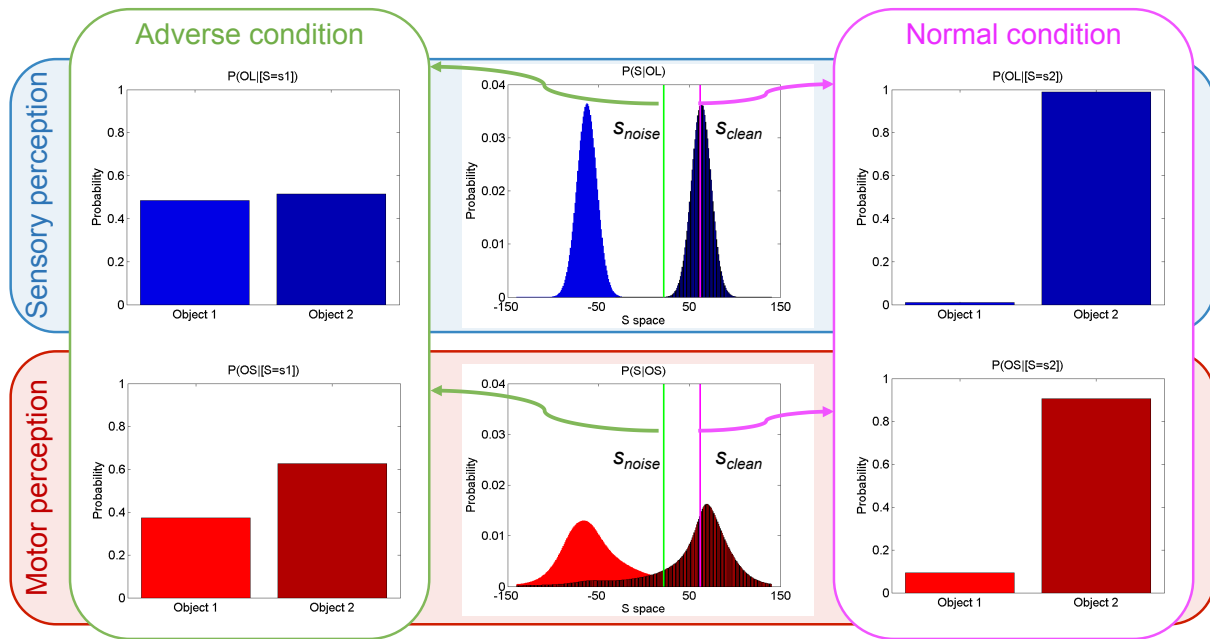 Adverse condition
Normal condition
Sensory perception
P(OL|[S=s1])
1
0.8
0.6
0.4
0.2
0
Probability
Object 1
Object 2
P(S|OL)
0.04
0.03
0.02
0.01
0
Probability
Snoise
Sclean
-150
-50
50
150
S space
P(OL|[S=s2])
1
0.8
0.6
0.4
0.2
0
Probability
Object 1
Object 2
Motor perception
P(OS|[S=s1])
1
0.8
0.6
0.4
0.2
0
Probability
Object 1
Object 2
P(S|OS)
0.04
0.03
0.02
0.01
0
Probability
Snoise
Sclean
-150
-50
50
150
S space
P(OS|[S=s2])
1
0.8
0.6
0.4
0.2
0
Probability
Object 1
Object 2